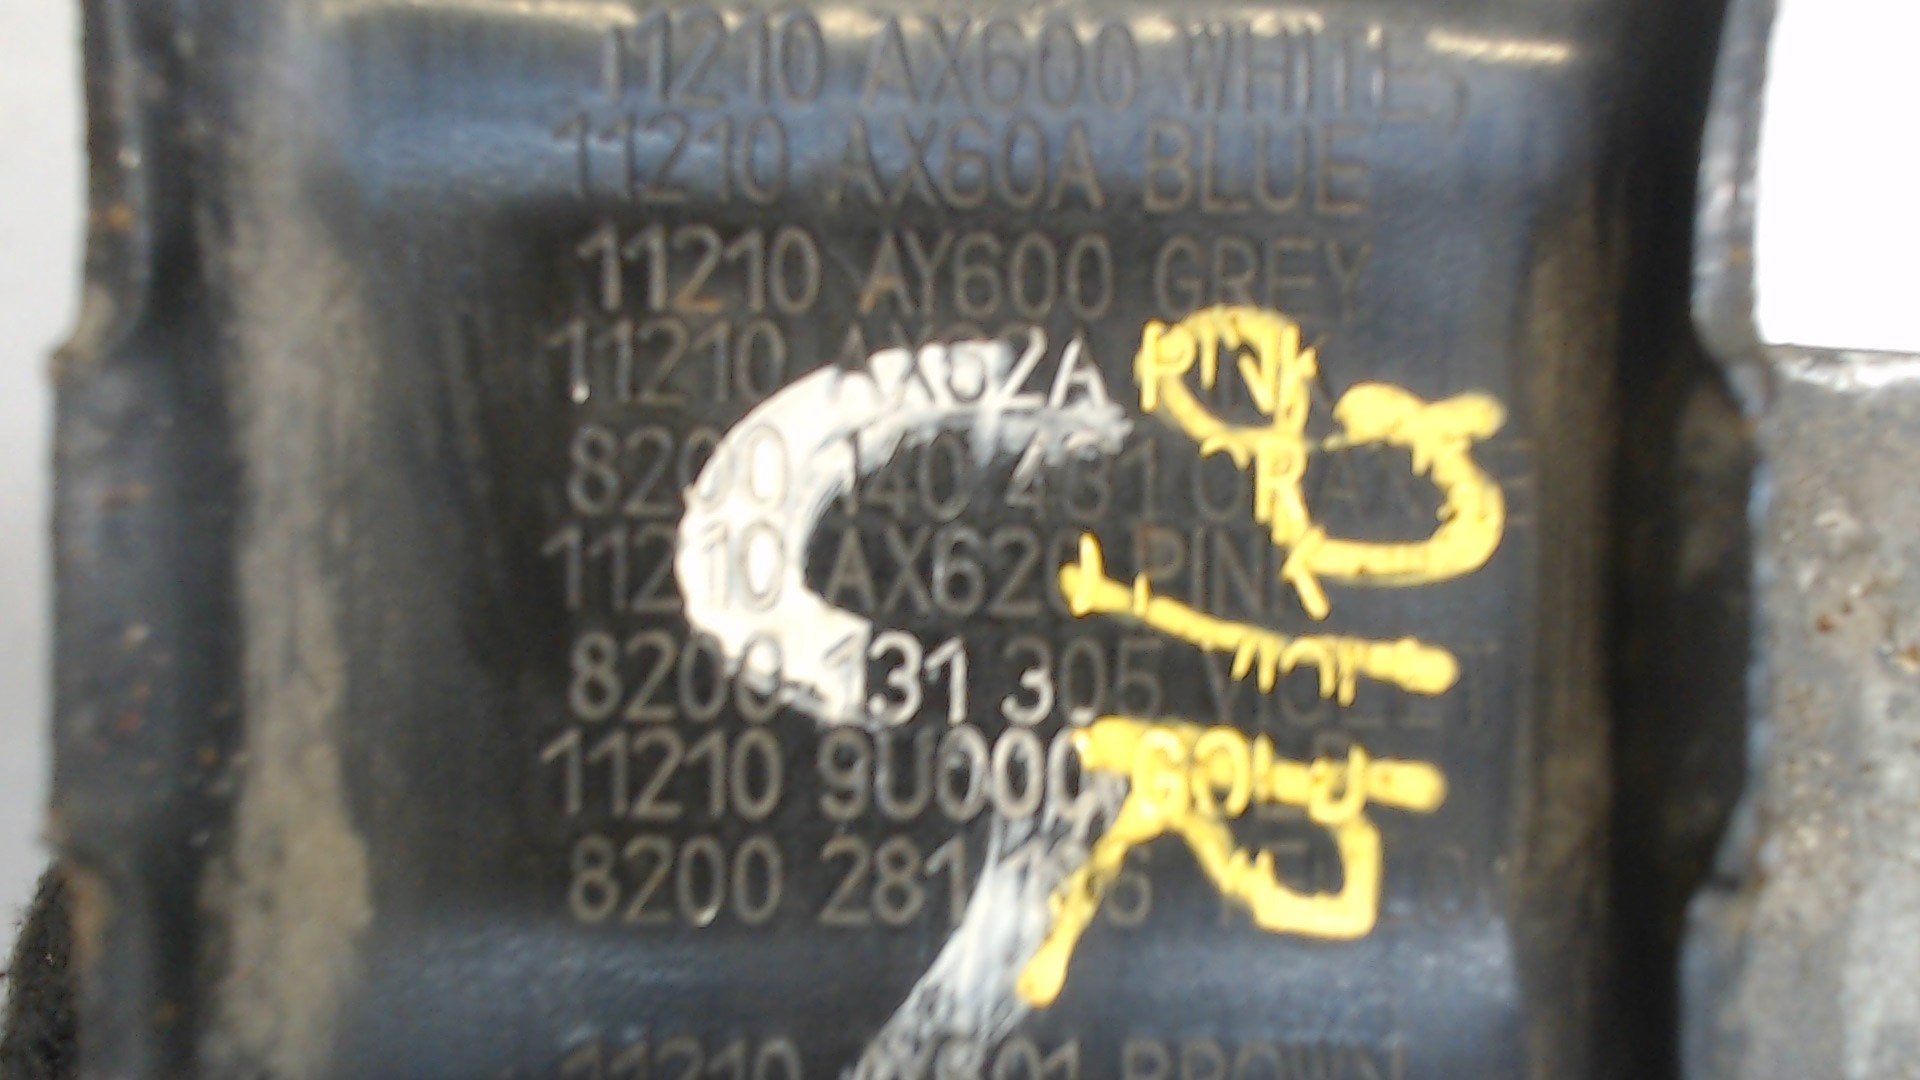 11210 AX600 WHITE,
11210 AX60A BLUE
11210 AY600 GREY
11210 AX62A PINK
8200 140 431 ORANGE
11210 AX620 PINK
8200 131 305 VIOLET
11210 9U000 GOLD
8200 281
11210 BROWN